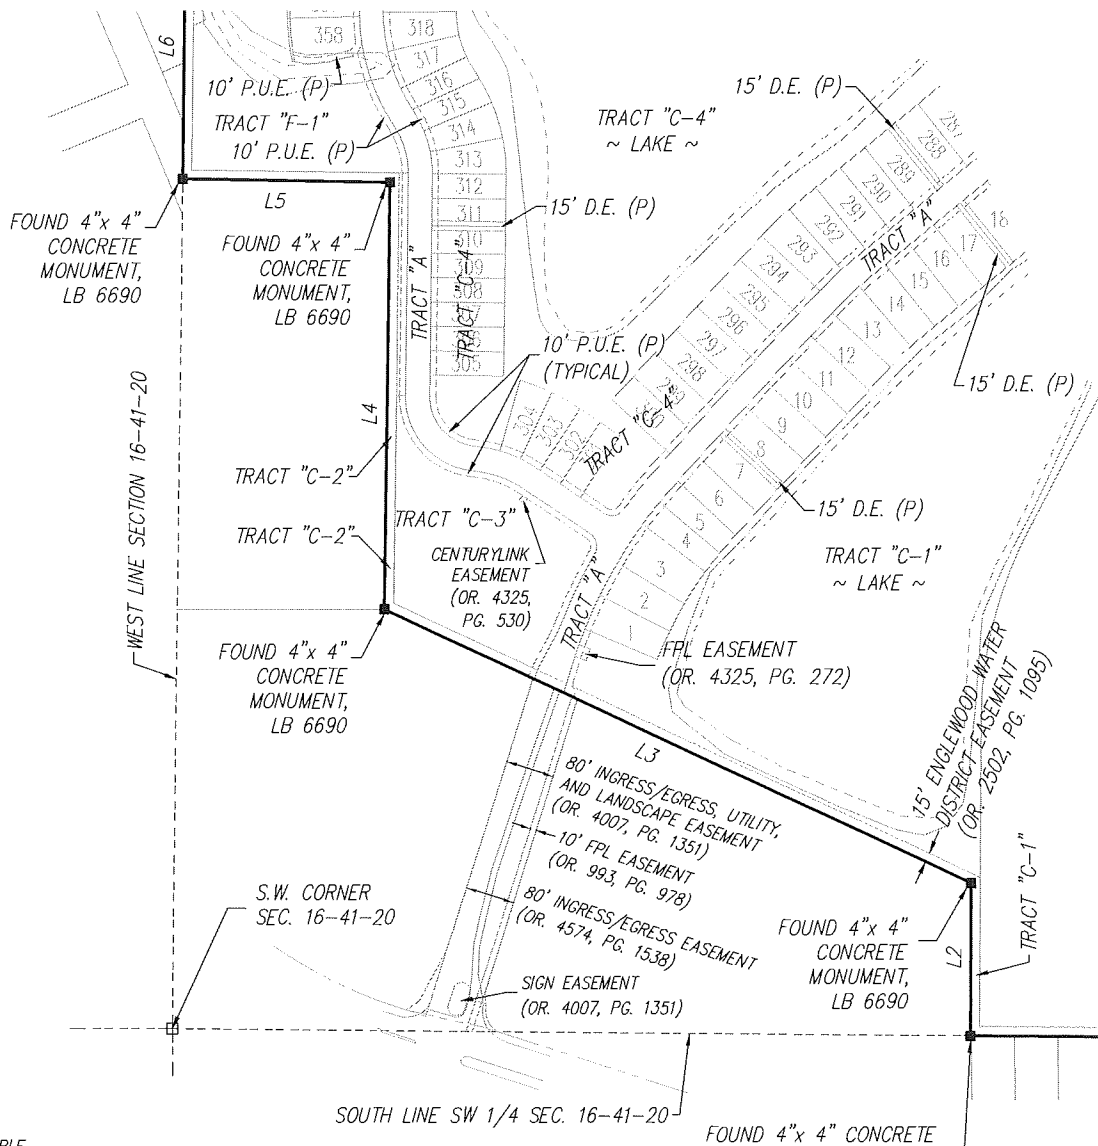 L6
358
318
317
316
315
314
313
312
311
310
309
308
305
10' P.U.E. (P)
TRACT "F-1"
10' P.U.E. (P)
TRACT "C-4"
~ LAKE ~
15' D.E. (P)
287
288
289
290
291
292
293
294
295
296
297
298
TRACT "A"
18
17
16
15
14
13
12
11
10
9
8
7
6
5
4
3
2
1
15' D.E. (P)
L5
FOUND 4"x 4"
CONCRETE
MONUMENT,
LB 6690
FOUND 4"x 4"
CONCRETE
MONUMENT,
LB 6690
TRACT "A"
TRACT "C-4"
10' P.U.E. (P)
(TYPICAL)
15' D.E. (P)
304
303
302
TRACT "C-4"
15' D.E. (P)
WEST LINE SECTION 16-41-20
L4
TRACT "C-2"
TRACT "C-2"
TRACT "C-3"
CENTURYLINK
EASEMENT
(OR. 4325,
PG. 530)
TRACT "A"
TRACT "C-1"
~ LAKE ~
FOUND 4"x 4"
CONCRETE
MONUMENT,
LB 6690
FPL EASEMENT
(OR. 4325, PG. 272)
L3
15' ENGLEWOOD WATER
DISTRICT EASEMENT
(OR. 2502, PG. 1095)
80' INGRESS/EGRESS, UTILITY,
AND LANDSCAPE EASEMENT
(OR. 4007, PG. 1351)
10' FPL EASEMENT
(OR. 993, PG. 978)
80' INGRESS/EGRESS EASEMENT
(OR. 4574, PG. 1538)
SIGN EASEMENT
(OR. 4007, PG. 1351)
S.W. CORNER
SEC. 16-41-20
FOUND 4"x 4"
CONCRETE
MONUMENT,
LB 6690
L2
TRACT "C-1"
SOUTH LINE SW 1/4 SEC. 16-41-20
FOUND 4"x 4" CONCRETE